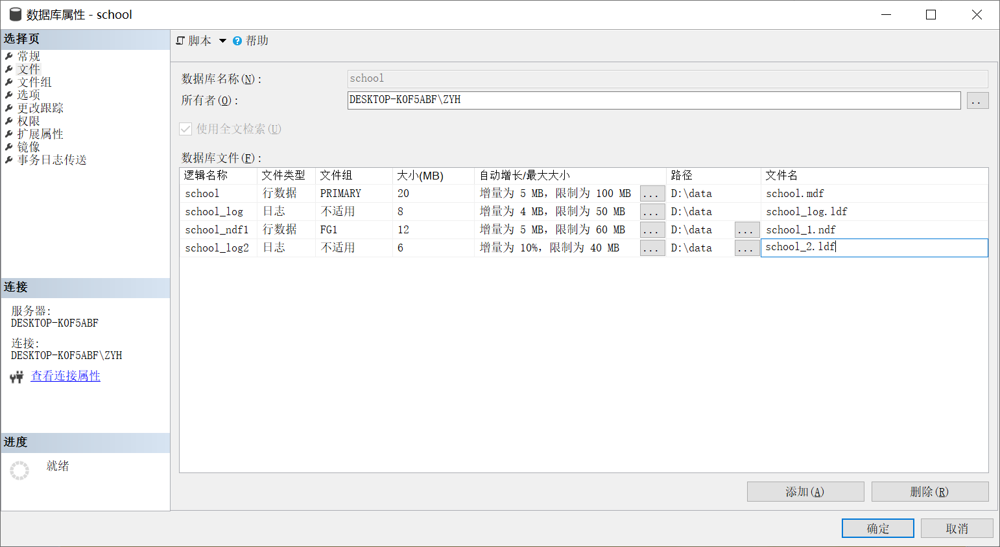 数据库属性 - school
选择页
常规
文件
文件组
选项
更改跟踪
权限
扩展属性
镜像
事务日志传送
连接
服务器:
DESKTOP-K0F5ABF
连接:
DESKTOP-K0F5ABF\ZYH
查看连接属性
进度
就绪
脚本 帮助
数据库名称(N): school
所有者(O): DESKTOP-K0F5ABF\ZYH ..
使用全文检索(U)
数据库文件(F):
逻辑名称 文件类型 文件组 大小(MB) 自动增长/最大大小 路径 文件名
school 行数据 PRIMARY 20 增量为 5 MB，限制为 100 MB ... D:\data school.mdf
school_log 日志 不适用 8 增量为 4 MB，限制为 50 MB ... D:\data school_log.ldf
school_ndf1 行数据 FG1 12 增量为 5 MB，限制为 60 MB ... D:\data ... school_1.ndf
school_log2 日志 不适用 6 增量为 10%，限制为 40 MB ... D:\data ... school_2.ldf
添加(A) 删除(R)
确定 取消